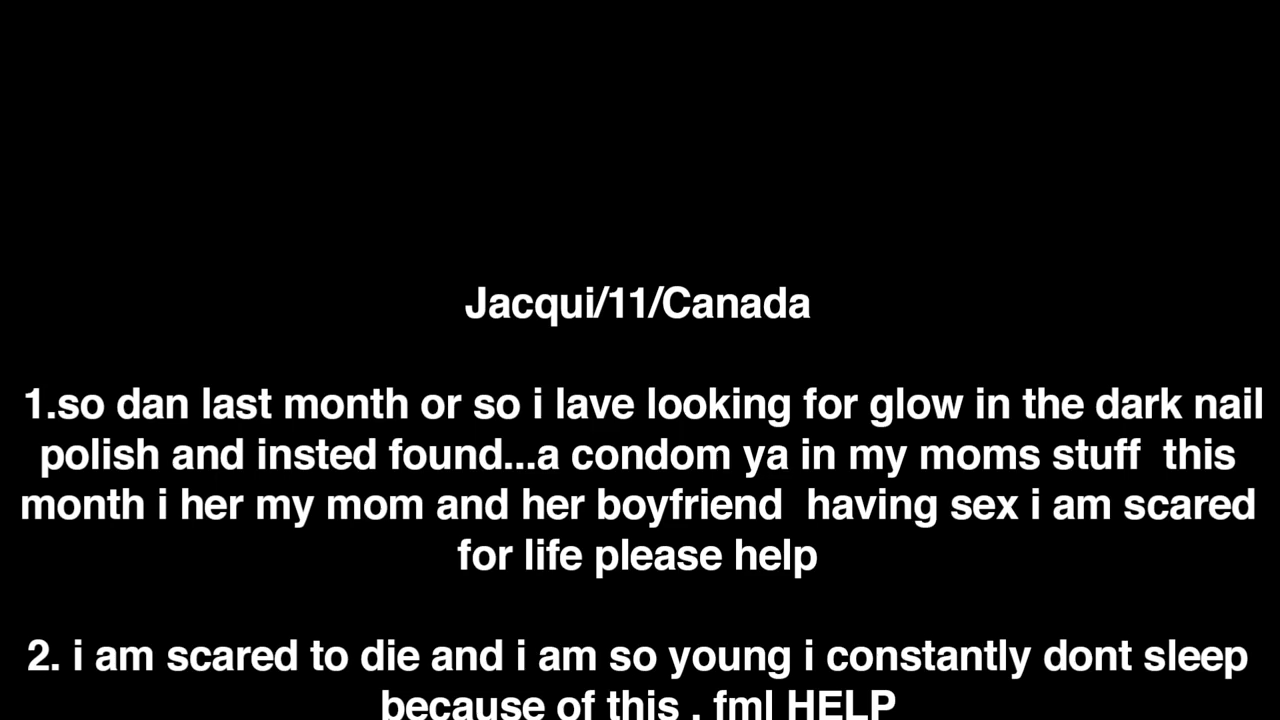 Jacqui/11/Canada
1.so dan last month or so i lave looking for glow in the dark nail
polish and insted found...a condom ya in my moms stuff  this
month i her my mom and her boyfriend  having sex i am scared
for life please help
2. i am scared to die and i am so young i constantly dont sleep
because of this . fml HELP